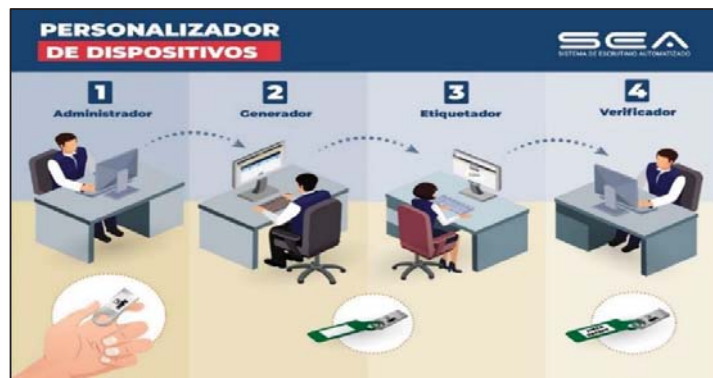 PERSONALIZADOR
DE DISPOSITIVOS
SEA
SISTEMA DE ESCRUTINIO AUTOMATIZADO
1
Administrador
2
Generador
3
Etiquetador
4
Verificador